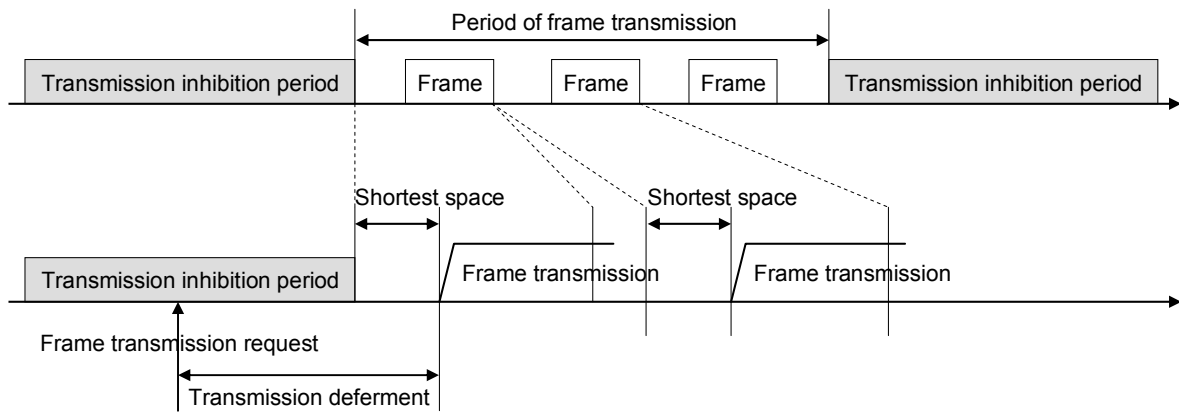 Period of frame transmission
Transmission inhibition period
Frame
Frame
Frame
Transmission inhibition period
Shortest space
Shortest space
Transmission inhibition period
Frame transmission
Frame transmission
Frame transmission request
Transmission deferment